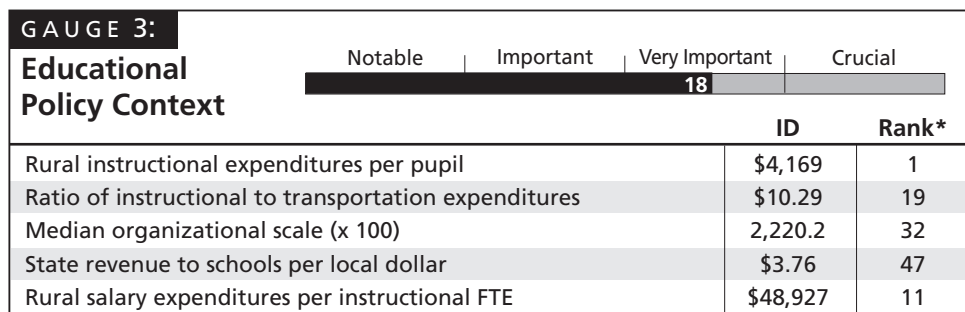 GAUGE 3:
Educational
Policy Context
Notable Important Very Important Crucial
18
ID Rank*
Rural instructional expenditures per pupil $4,169 1
Ratio of instructional to transportation expenditures $10.29 19
Median organizational scale (x 100) 2,220.2 32
State revenue to schools per local dollar $3.76 47
Rural salary expenditures per instructional FTE $48,927 11